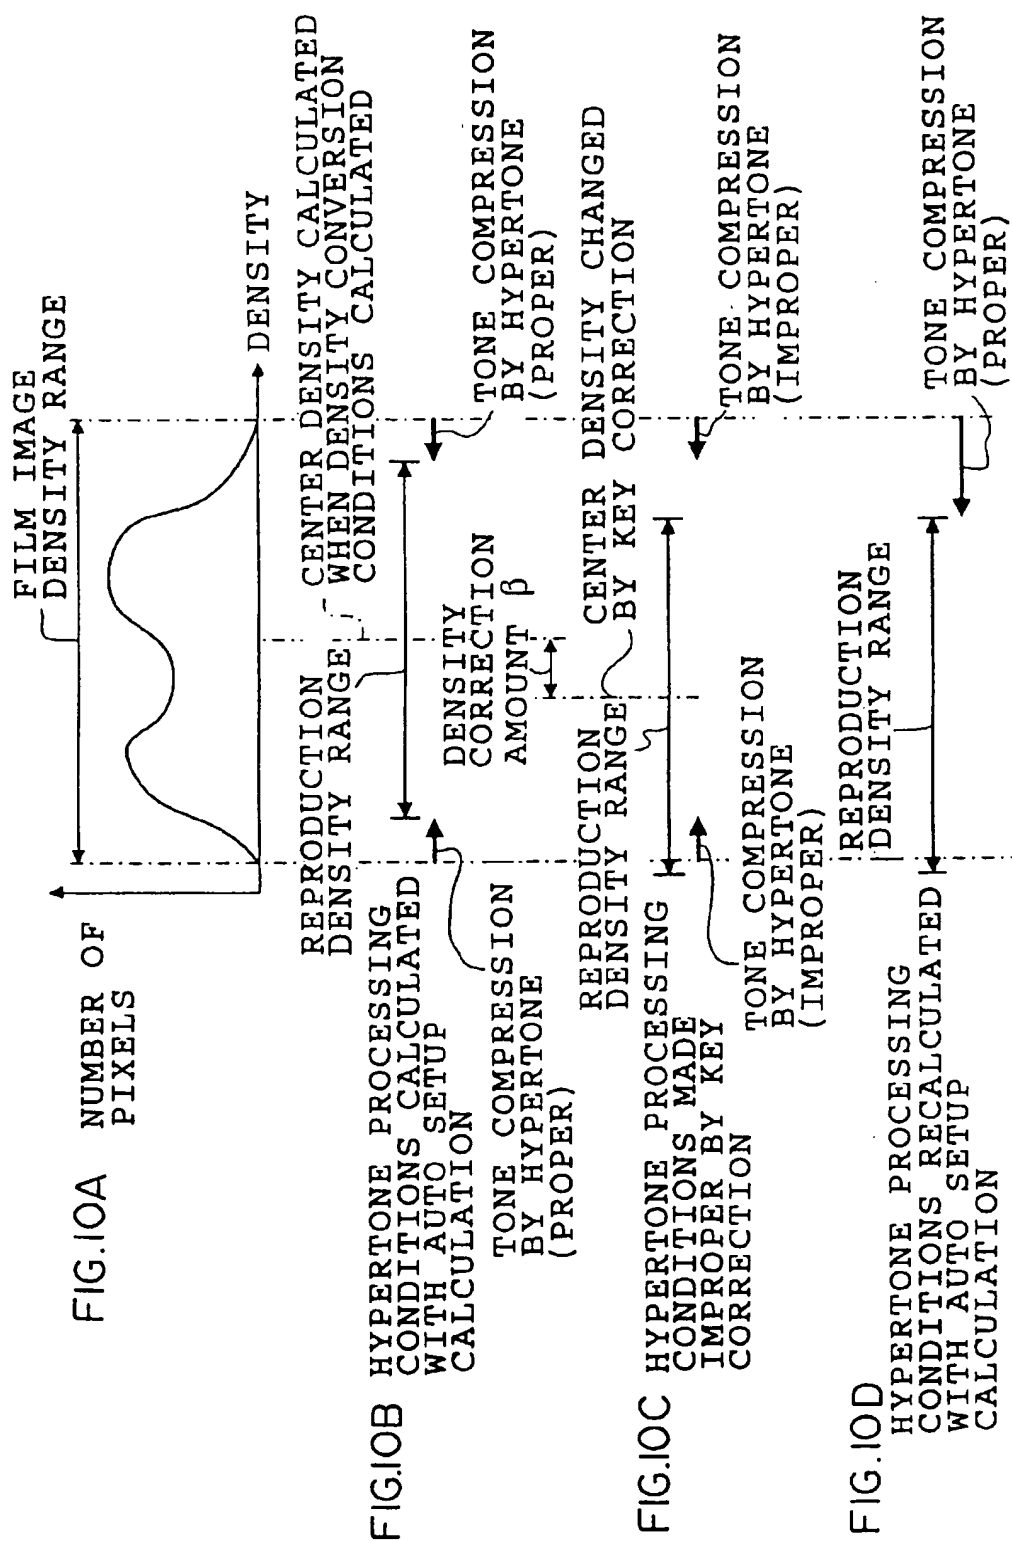 FIG.10A
NUMBER OF
PIXELS
FILM IMAGE
DENSITY RANGE
DENSITY
CENTER DENSITY CALCULATED
WHEN DENSITY CONVERSION
CONDITIONS CALCULATED
FIG.10B
HYPERTONE PROCESSING
CONDITIONS CALCULATED
WITH AUTO SETUP
CALCULATION
REPRODUCTION
DENSITY RANGE
TONE COMPRESSION
BY HYPERTONE
(PROPER)
TONE COMPRESSION
BY HYPERTONE
(PROPER)
DENSITY
CORRECTION
AMOUNT β
CENTER DENSITY CHANGED
BY KEY CORRECTION
FIG.10C
HYPERTONE PROCESSING
CONDITIONS MADE
IMPROPER BY KEY
CORRECTION
REPRODUCTION
DENSITY RANGE
TONE COMPRESSION
BY HYPERTONE
(IMPROPER)
TONE COMPRESSION
BY HYPERTONE
(IMPROPER)
FIG.10D
HYPERTONE PROCESSING
CONDITIONS RECALCULATED
WITH AUTO SETUP
CALCULATION
REPRODUCTION
DENSITY RANGE
TONE COMPRESSION
BY HYPERTONE
(PROPER)